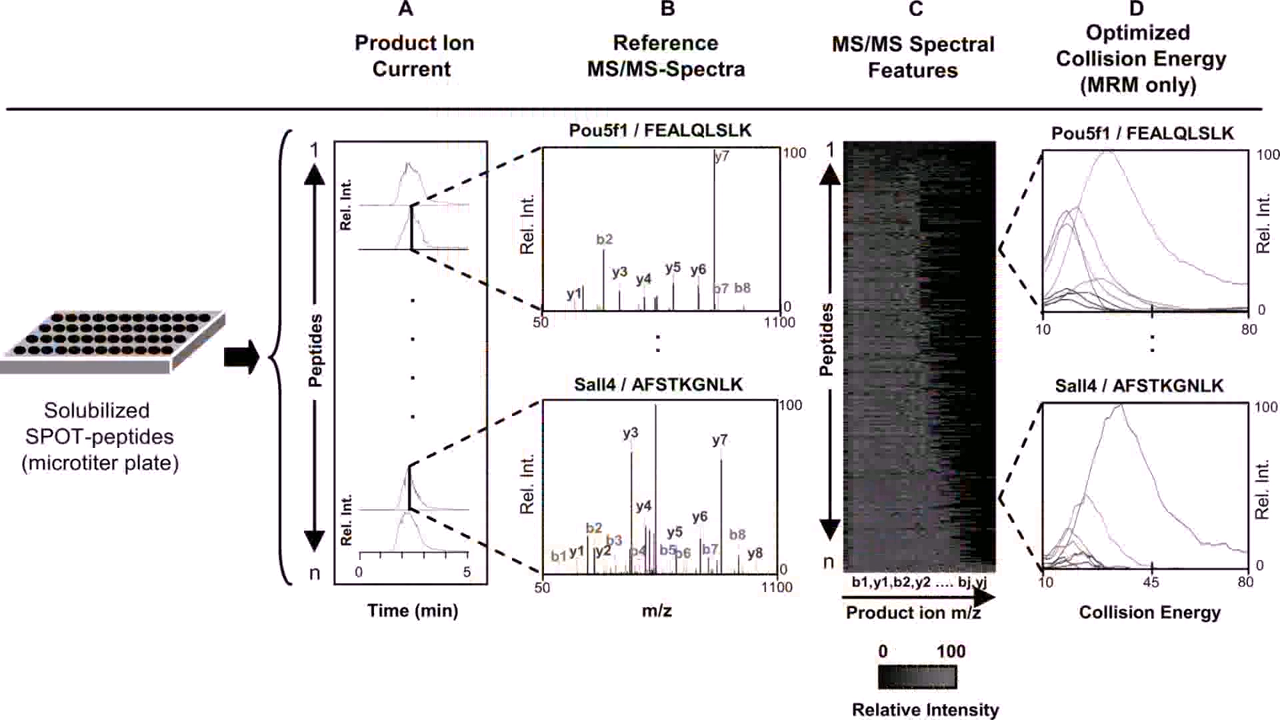 A
Product Ion
Current
B
Reference
MS/MS-Spectra
C
MS/MS Spectral
Features
D
Optimized
Collision Energy
(MRM only)
Solubilized
SPOT-peptides
(microtiter plate)
1
Peptides
n
Rel. Int.
Rel. Int.
0 5
Time (min)
Pou5f1 / FEALQLSLK
y7
100
Rel. Int.
b2
y3
y4
y5
y6
y1
b7 b8
0
50 1100
Sall4 / AFSTKGNLK
100
Rel. Int.
y3
y7
y4
y6
b2
y5
b8
b3
b1 y1 y2 b4 b5 b6 b7 y8
0
50 1100
m/z
1
Peptides
n
b1,y1,b2,y2 .... bj,yj
Product ion m/z
0 100
Relative Intensity
Pou5f1 / FEALQLSLK
100
Rel. Int.
0
10 80
Sall4 / AFSTKGNLK
100
Rel. Int.
0
10 45 80
Collision Energy